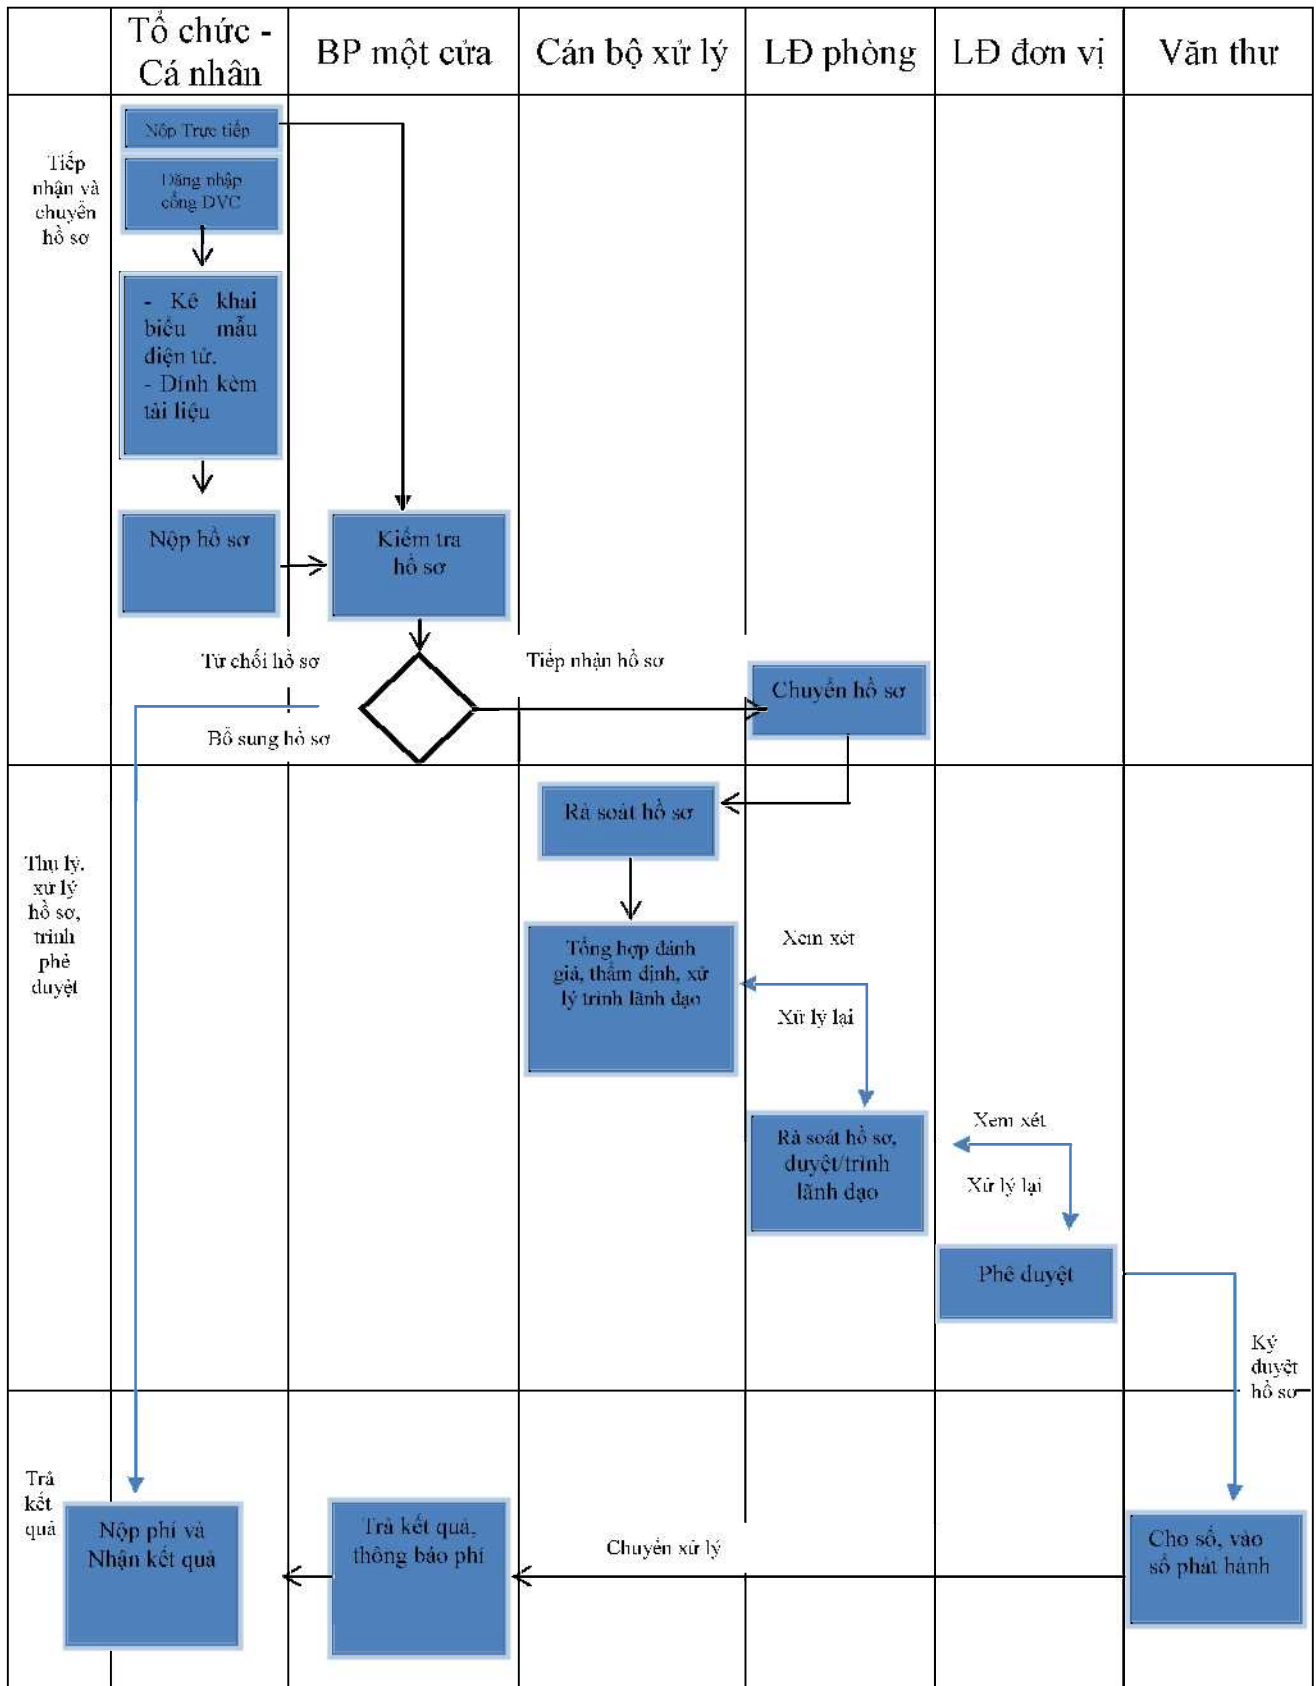 Tổ chức -
Cá nhân
BP một cửa
Cán bộ xử lý
LĐ phòng
LĐ đơn vị
Văn thư
Tiếp
nhận và
chuyển
hồ sơ
Nộp Trực tiếp
Đăng nhập
cổng DVC
- Kê khai
biểu mẫu
điện tử.
- Đính kèm
tài liệu
Nộp hồ sơ
Kiểm tra
hồ sơ
Từ chối hồ sơ
Bổ sung hồ sơ
Tiếp nhận hồ sơ
Chuyển hồ sơ
Thụ lý,
xử lý
hồ sơ,
trình
phê
duyệt
Rà soát hồ sơ
Tổng hợp đánh
giá, thẩm định, xử
lý trình lãnh đạo
Xem xét
Xử lý lại
Rà soát hồ sơ,
duyệt/trình
lãnh đạo
Xem xét
Xử lý lại
Phê duyệt
Ký
duyệt
hồ sơ
Trả
kết
quả
Nộp phí và
Nhận kết quả
Trả kết quả,
thông báo phí
Chuyển xử lý
Cho số, vào
sổ phát hành